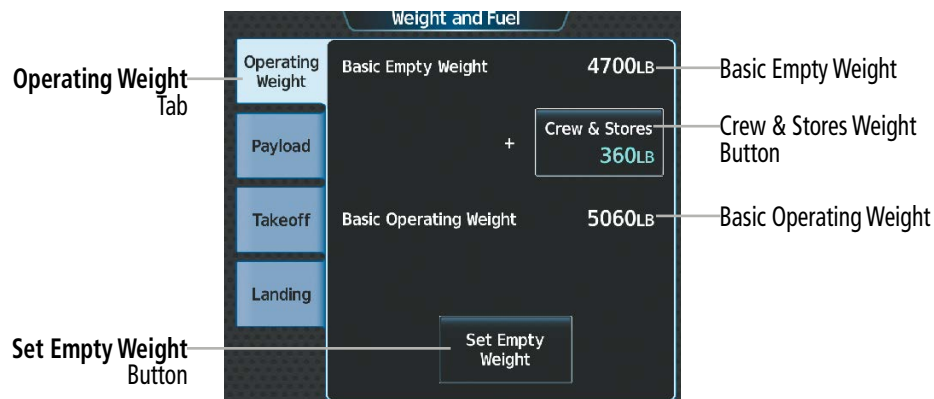 Weight and Fuel
Operating Weight
Tab
Operating
Weight
Basic Empty Weight
4700LB
Basic Empty Weight
Payload
+
Crew & Stores
360LB
Crew & Stores Weight
Button
Takeoff
Basic Operating Weight
5060LB
Basic Operating Weight
Landing
Set Empty Weight
Button
Set Empty
Weight